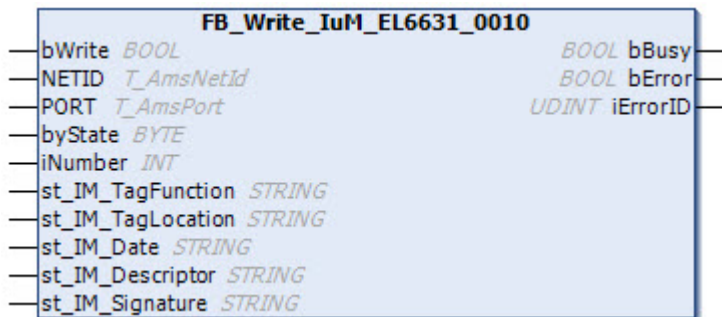 FB_Write_IuM_EL6631_0010
bWrite BOOL BOOL bBusy
NETID T_AmsNetId BOOL bError
PORT T_AmsPort UDINT iErrorID
byState BYTE
iNumber INT
st_IM_TagFunction STRING
st_IM_TagLocation STRING
st_IM_Date STRING
st_IM_Descriptor STRING
st_IM_Signature STRING